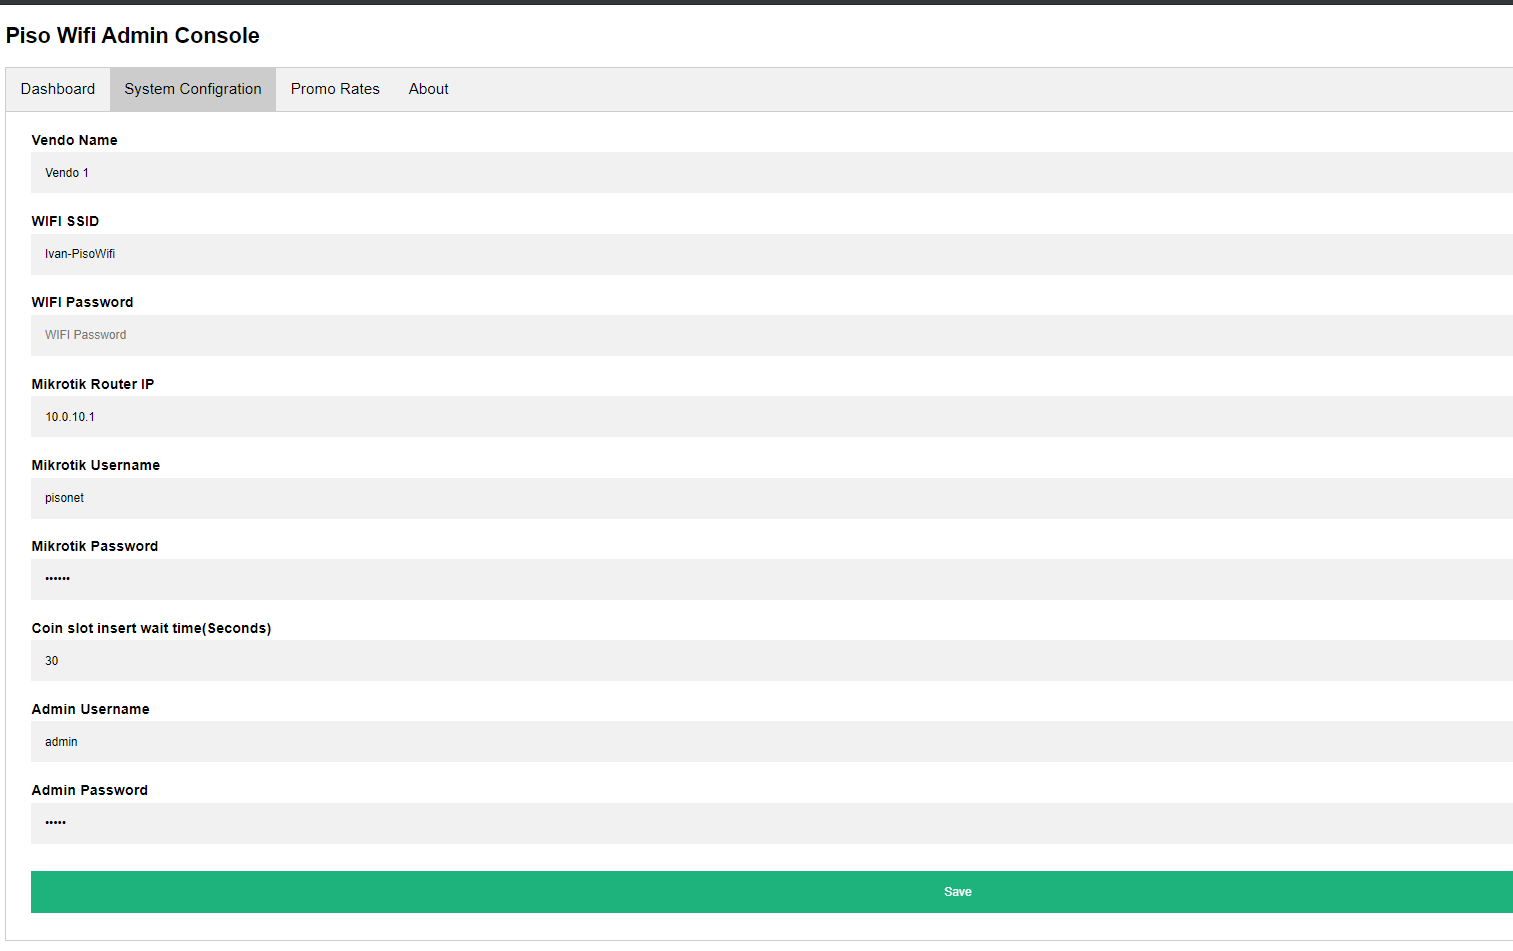 Piso Wifi Admin Console
Dashboard System Configration Promo Rates About
Vendo Name
Vendo 1
WIFI SSID
Ivan-PisoWifi
WIFI Password
WIFI Password
Mikrotik Router IP
10.0.10.1
Mikrotik Username
pisonet
Mikrotik Password
••••••
Coin slot insert wait time(Seconds)
30
Admin Username
admin
Admin Password
•••••
Save